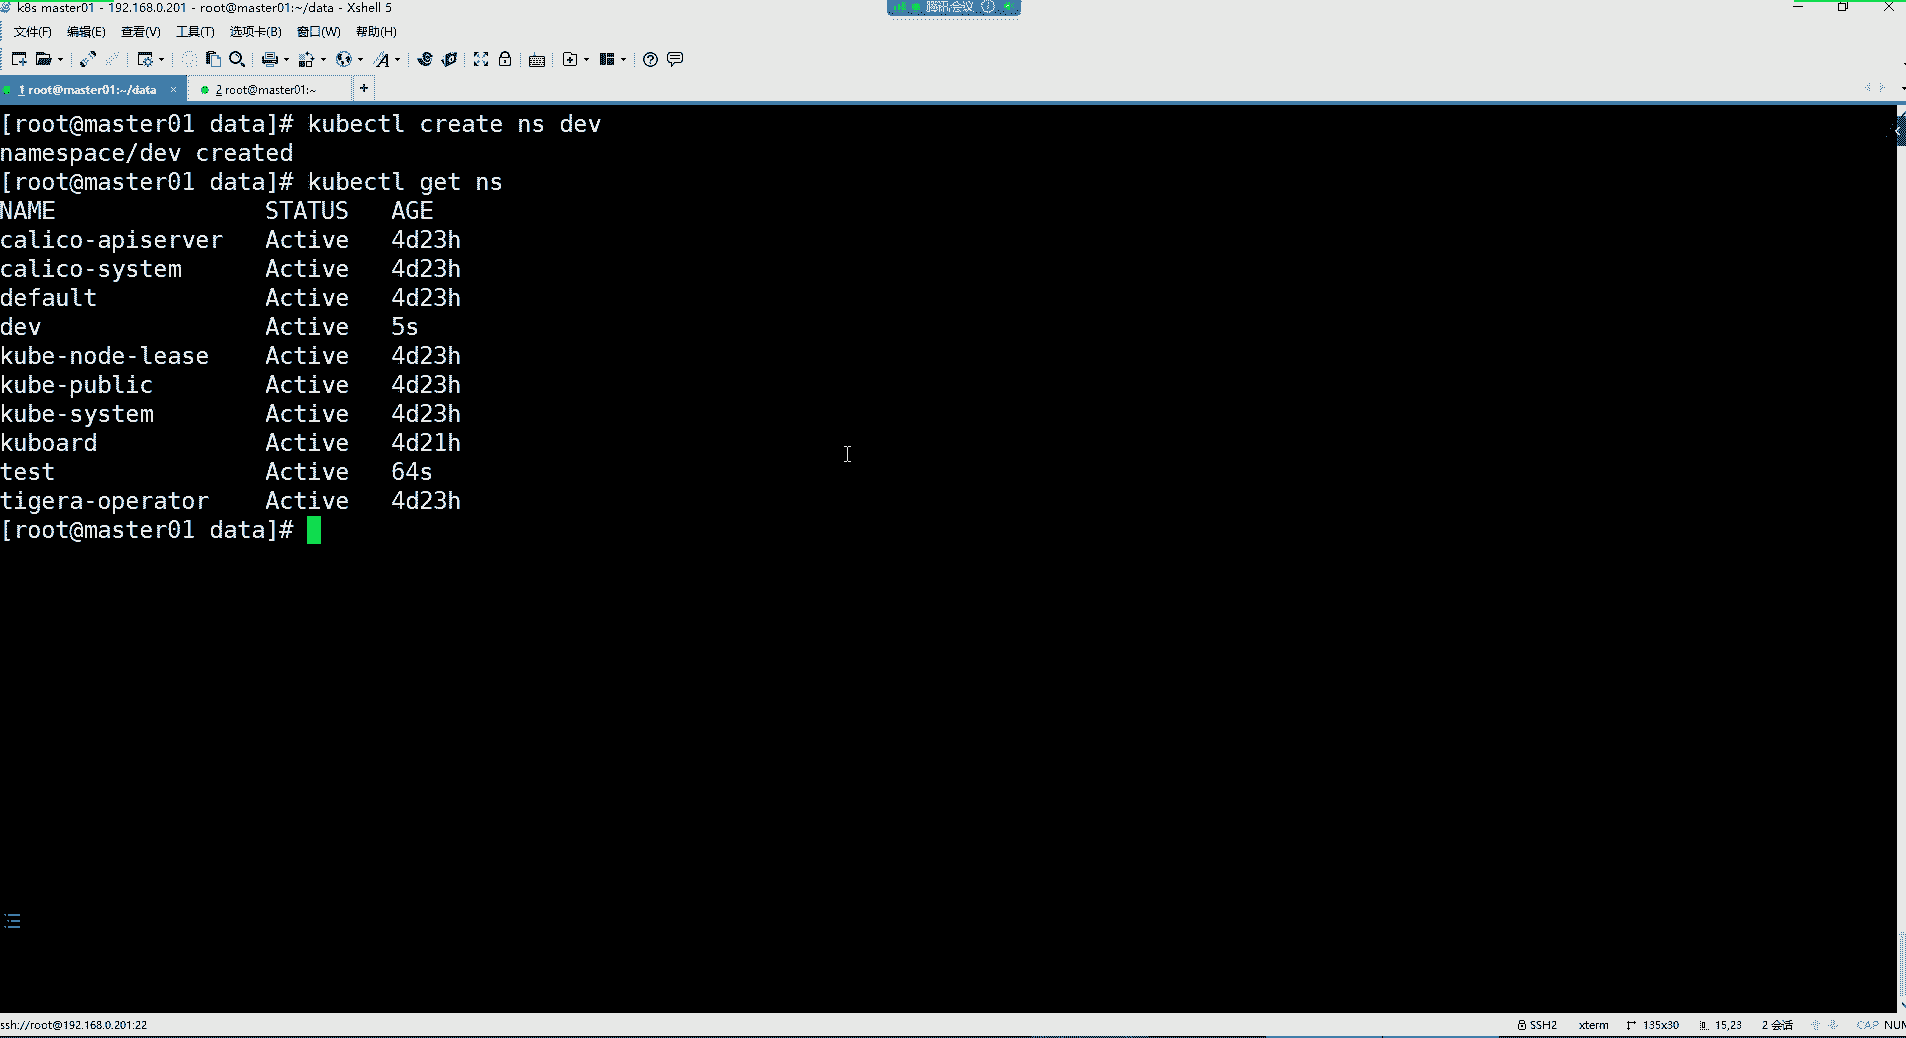 k8s master01 - 192.168.0.201 - root@master01:~/data - Xshell 5
腾讯会议
文件(F) 编辑(E) 查看(V) 工具(T) 选项卡(B) 窗口(W) 帮助(H)
1 root@master01:~/data × 2 root@master01:~ +
[root@master01 data]# kubectl create ns dev
namespace/dev created
[root@master01 data]# kubectl get ns
NAME STATUS AGE
calico-apiserver Active 4d23h
calico-system Active 4d23h
default Active 4d23h
dev Active 5s
kube-node-lease Active 4d23h
kube-public Active 4d23h
kube-system Active 4d23h
kuboard Active 4d21h
test Active 64s
tigera-operator Active 4d23h
[root@master01 data]#
ssh://root@192.168.0.201:22 SSH2 xterm 135x30 15,23 2 会话 CAP NUM